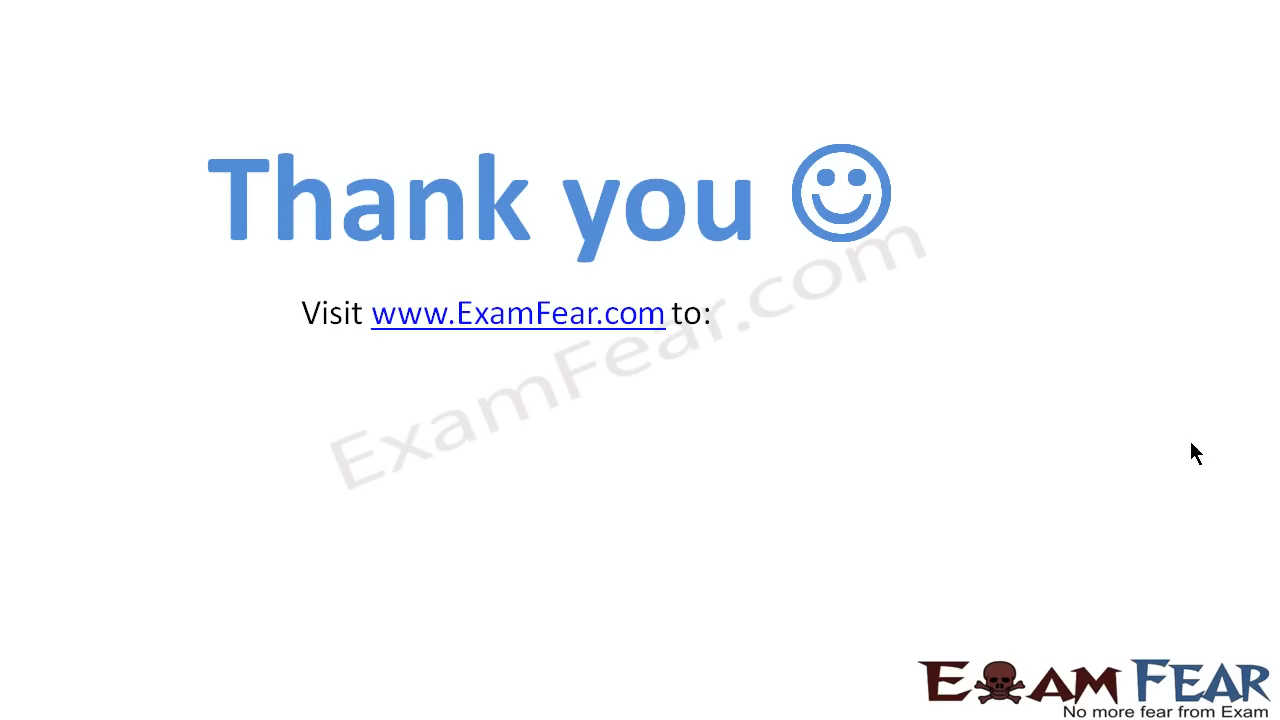 Thank you ☺
Visit www.ExamFear.com to:
ExamFear.com
EXAM FEAR
No more fear from Exam